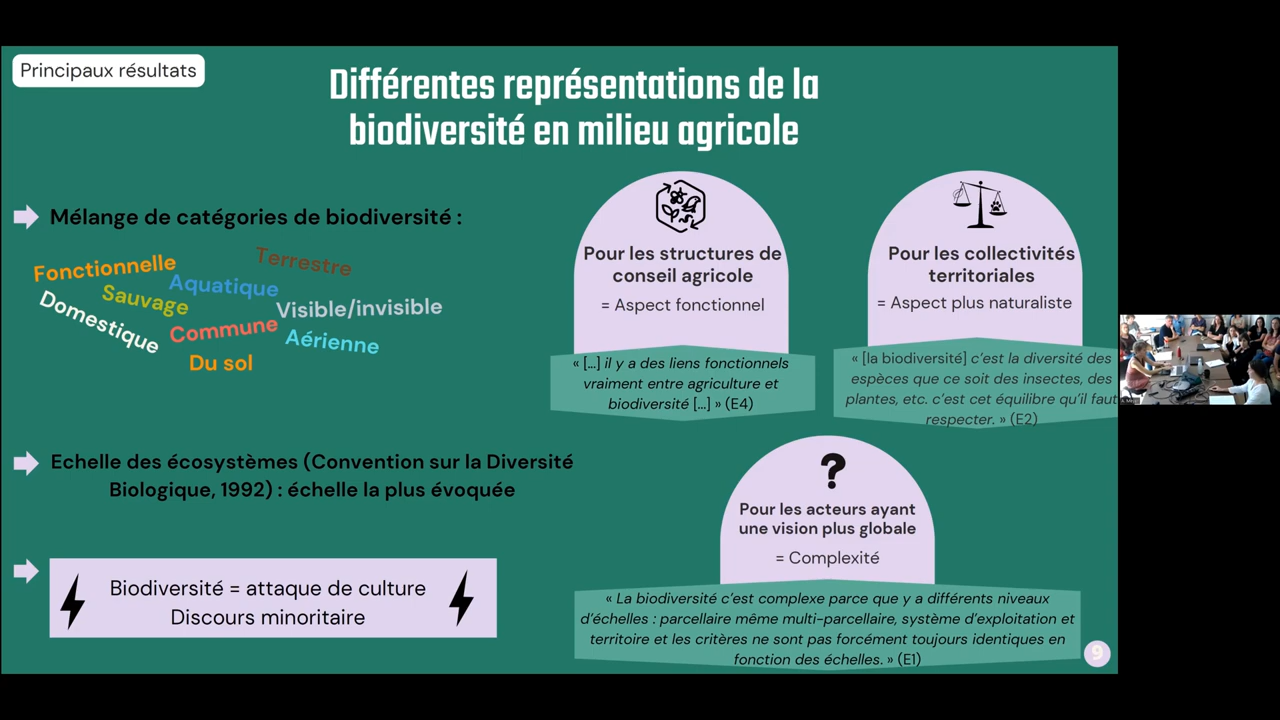 Principaux résultats
Différentes représentations de la
biodiversité en milieu agricole
Mélange de catégories de biodiversité :
Fonctionnelle
Terrestre
Aquatique
Sauvage
Visible/invisible
Domestique
Commune
Aérienne
Du sol
Echelle des écosystèmes (Convention sur la Diversité
Biologique, 1992) : échelle la plus évoquée
Biodiversité = attaque de culture
Discours minoritaire
Pour les structures de
conseil agricole
= Aspect fonctionnel
« [...] il y a des liens fonctionnels
vraiment entre agriculture et
biodiversité [...] » (E4)
Pour les collectivités
territoriales
= Aspect plus naturaliste
« [la biodiversité] c'est la diversité des
espèces que ce soit des insectes, des
plantes, etc. c'est cet équilibre qu'il faut
respecter. » (E2)
?
Pour les acteurs ayant
une vision plus globale
= Complexité
« La biodiversité c'est complexe parce que y a différents niveaux
d'échelles : parcellaire même multi-parcellaire, système d'exploitation et
territoire et les critères ne sont pas forcément toujours identiques en
fonction des échelles. » (E1)
9